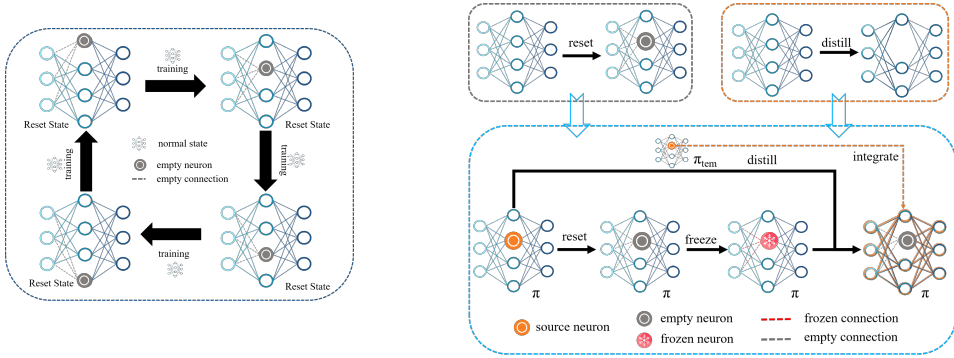 training
Reset State
Reset State
training
training
normal state
empty neuron
empty connection
training
Reset State
Reset State
reset
distill
π_tem
distill
integrate
reset
freeze
π
π
π
π
source neuron
empty neuron
frozen neuron
frozen connection
empty connection